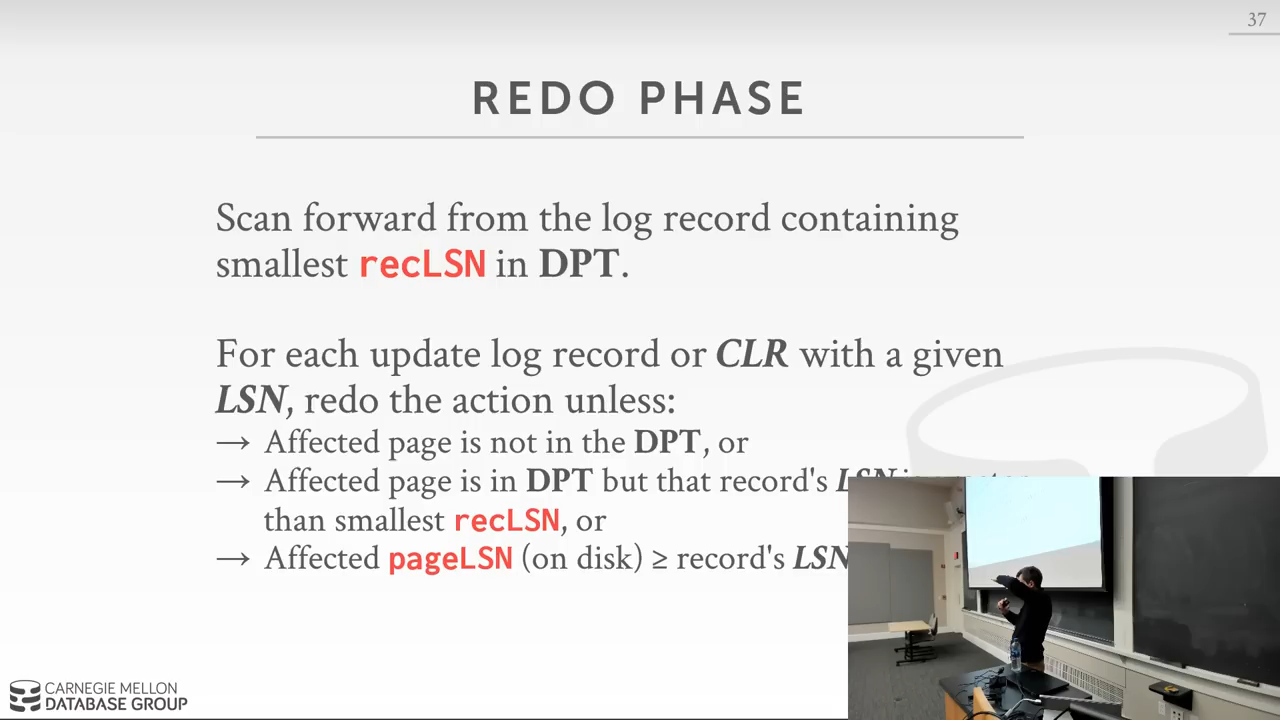 37
REDO PHASE
Scan forward from the log record containing
smallest recLSN in DPT.
For each update log record or CLR with a given
LSN, redo the action unless:
→ Affected page is not in the DPT, or
→ Affected page is in DPT but that record's LSN
than smallest recLSN, or
→ Affected pageLSN (on disk) ≥ record's LSN
CARNEGIE MELLON
DATABASE GROUP